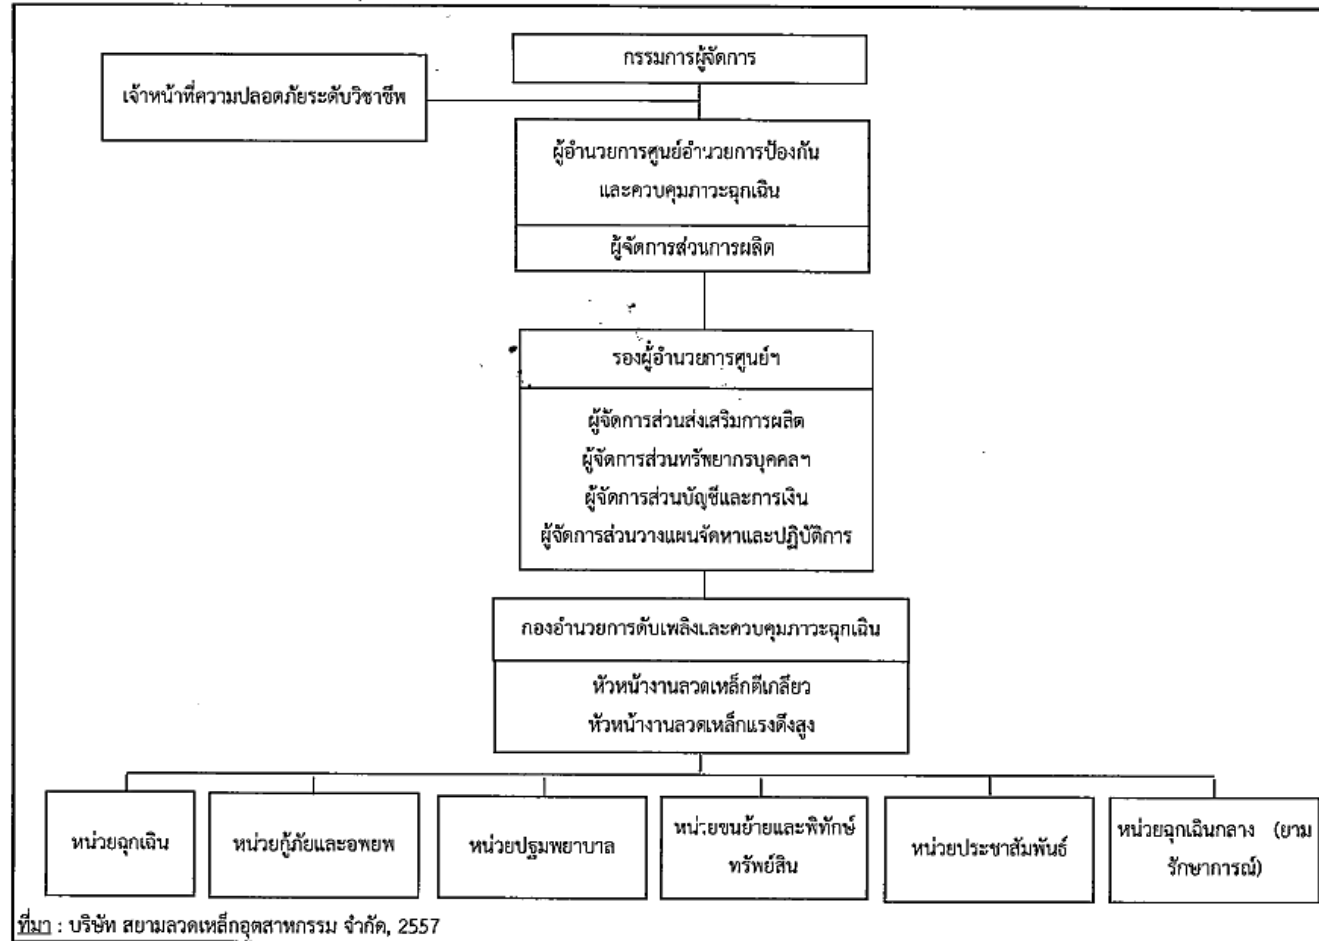 กรรมการผู้จัดการ
เจ้าหน้าที่ความปลอดภัยระดับวิชาชีพ
ผู้อำนวยการศูนย์อำนวยการป้องกัน
และควบคุมภาวะฉุกเฉิน
ผู้จัดการส่วนการผลิต
รองผู้อำนวยการศูนย์ฯ
ผู้จัดการส่วนส่งเสริมการผลิต
ผู้จัดการส่วนทรัพยากรบุคคลฯ
ผู้จัดการส่วนบัญชีและการเงิน
ผู้จัดการส่วนวางแผนจัดหาและปฏิบัติการ
กองอำนวยการดับเพลิงและควบคุมภาวะฉุกเฉิน
หัวหน้างานลวดเหล็กตีเกลียว
หัวหน้างานลวดเหล็กแรงดึงสูง
หน่วยฉุกเฉิน
หน่วยกู้ภัยและอพยพ
หน่วยปฐมพยาบาล
หน่วยขนย้ายและพิทักษ์
ทรัพย์สิน
หน่วยประชาสัมพันธ์
หน่วยฉุกเฉินกลาง (ยาม
รักษาการณ์)
ที่มา : บริษัท สยามลวดเหล็กอุตสาหกรรม จำกัด, 2557